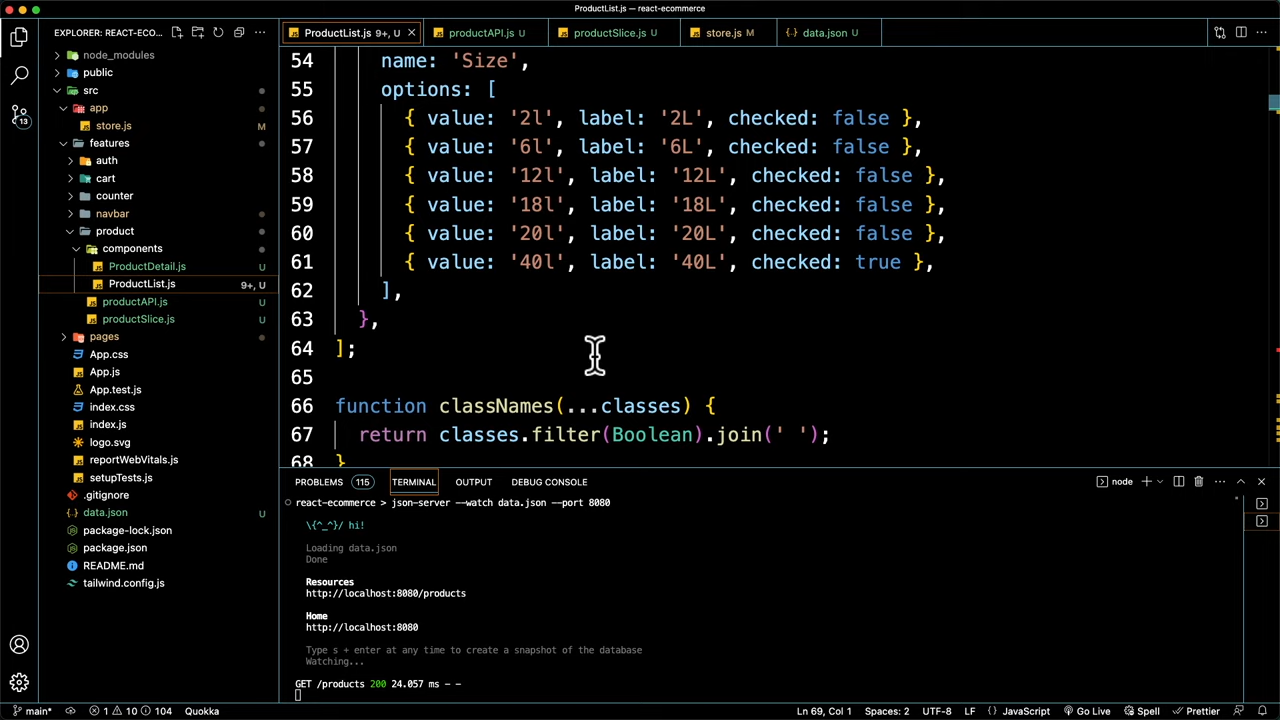 ProductList.js — react-ecommerce
EXPLORER: REACT-ECO...
ProductList.js 9+, U
productAPI.js U
productSlice.js U
store.js M
data.json U
node_modules
public
src
app
store.js M
features
auth
cart
counter
navbar
product
components
ProductDetail.js U
ProductList.js 9+, U
productAPI.js U
productSlice.js U
pages
App.css
App.js
App.test.js
index.css
index.js
logo.svg
reportWebVitals.js
setupTests.js
.gitignore
data.json U
package-lock.json
package.json
README.md
tailwind.config.js
13
54 name: 'Size',
55 options: [
56 { value: '2l', label: '2L', checked: false },
57 { value: '6l', label: '6L', checked: false },
58 { value: '12l', label: '12L', checked: false },
59 { value: '18l', label: '18L', checked: false },
60 { value: '20l', label: '20L', checked: false },
61 { value: '40l', label: '40L', checked: true },
62 ],
63 },
64 ];
65
66 function classNames(...classes) {
67 return classes.filter(Boolean).join(' ');
68 }
PROBLEMS 115 TERMINAL OUTPUT DEBUG CONSOLE
node
react-ecommerce > json-server --watch data.json --port 8080
\{^_^}/ hi!
Loading data.json
Done
Resources
http://localhost:8080/products
Home
http://localhost:8080
Type s + enter at any time to create a snapshot of the database
Watching...
GET /products 200 24.057 ms - -
main* 1 10 104 Quokka
Ln 69, Col 1 Spaces: 2 UTF-8 LF {} JavaScript Go Live Spell Prettier